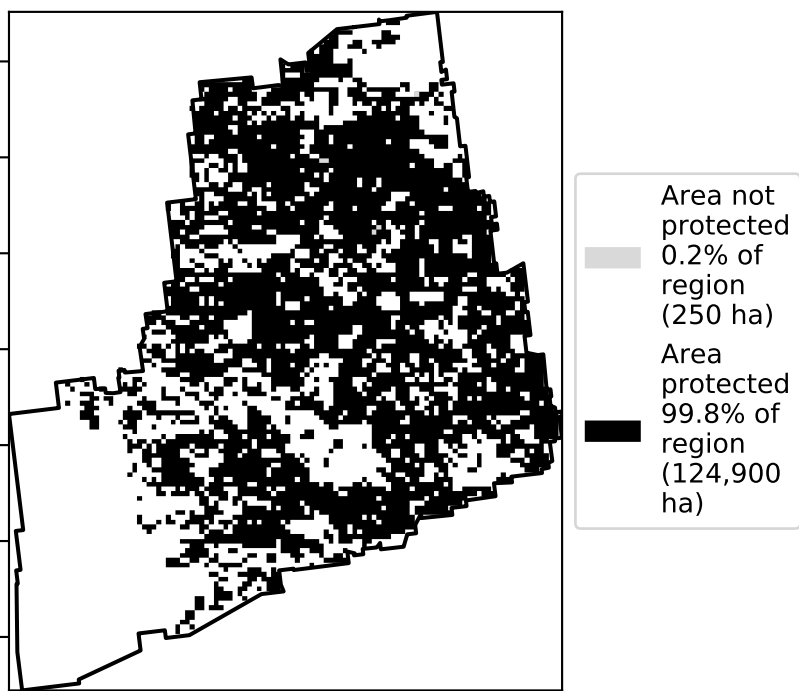 Area not
protected
0.2% of
region
(250 ha)
Area
protected
99.8% of
region
(124,900
ha)